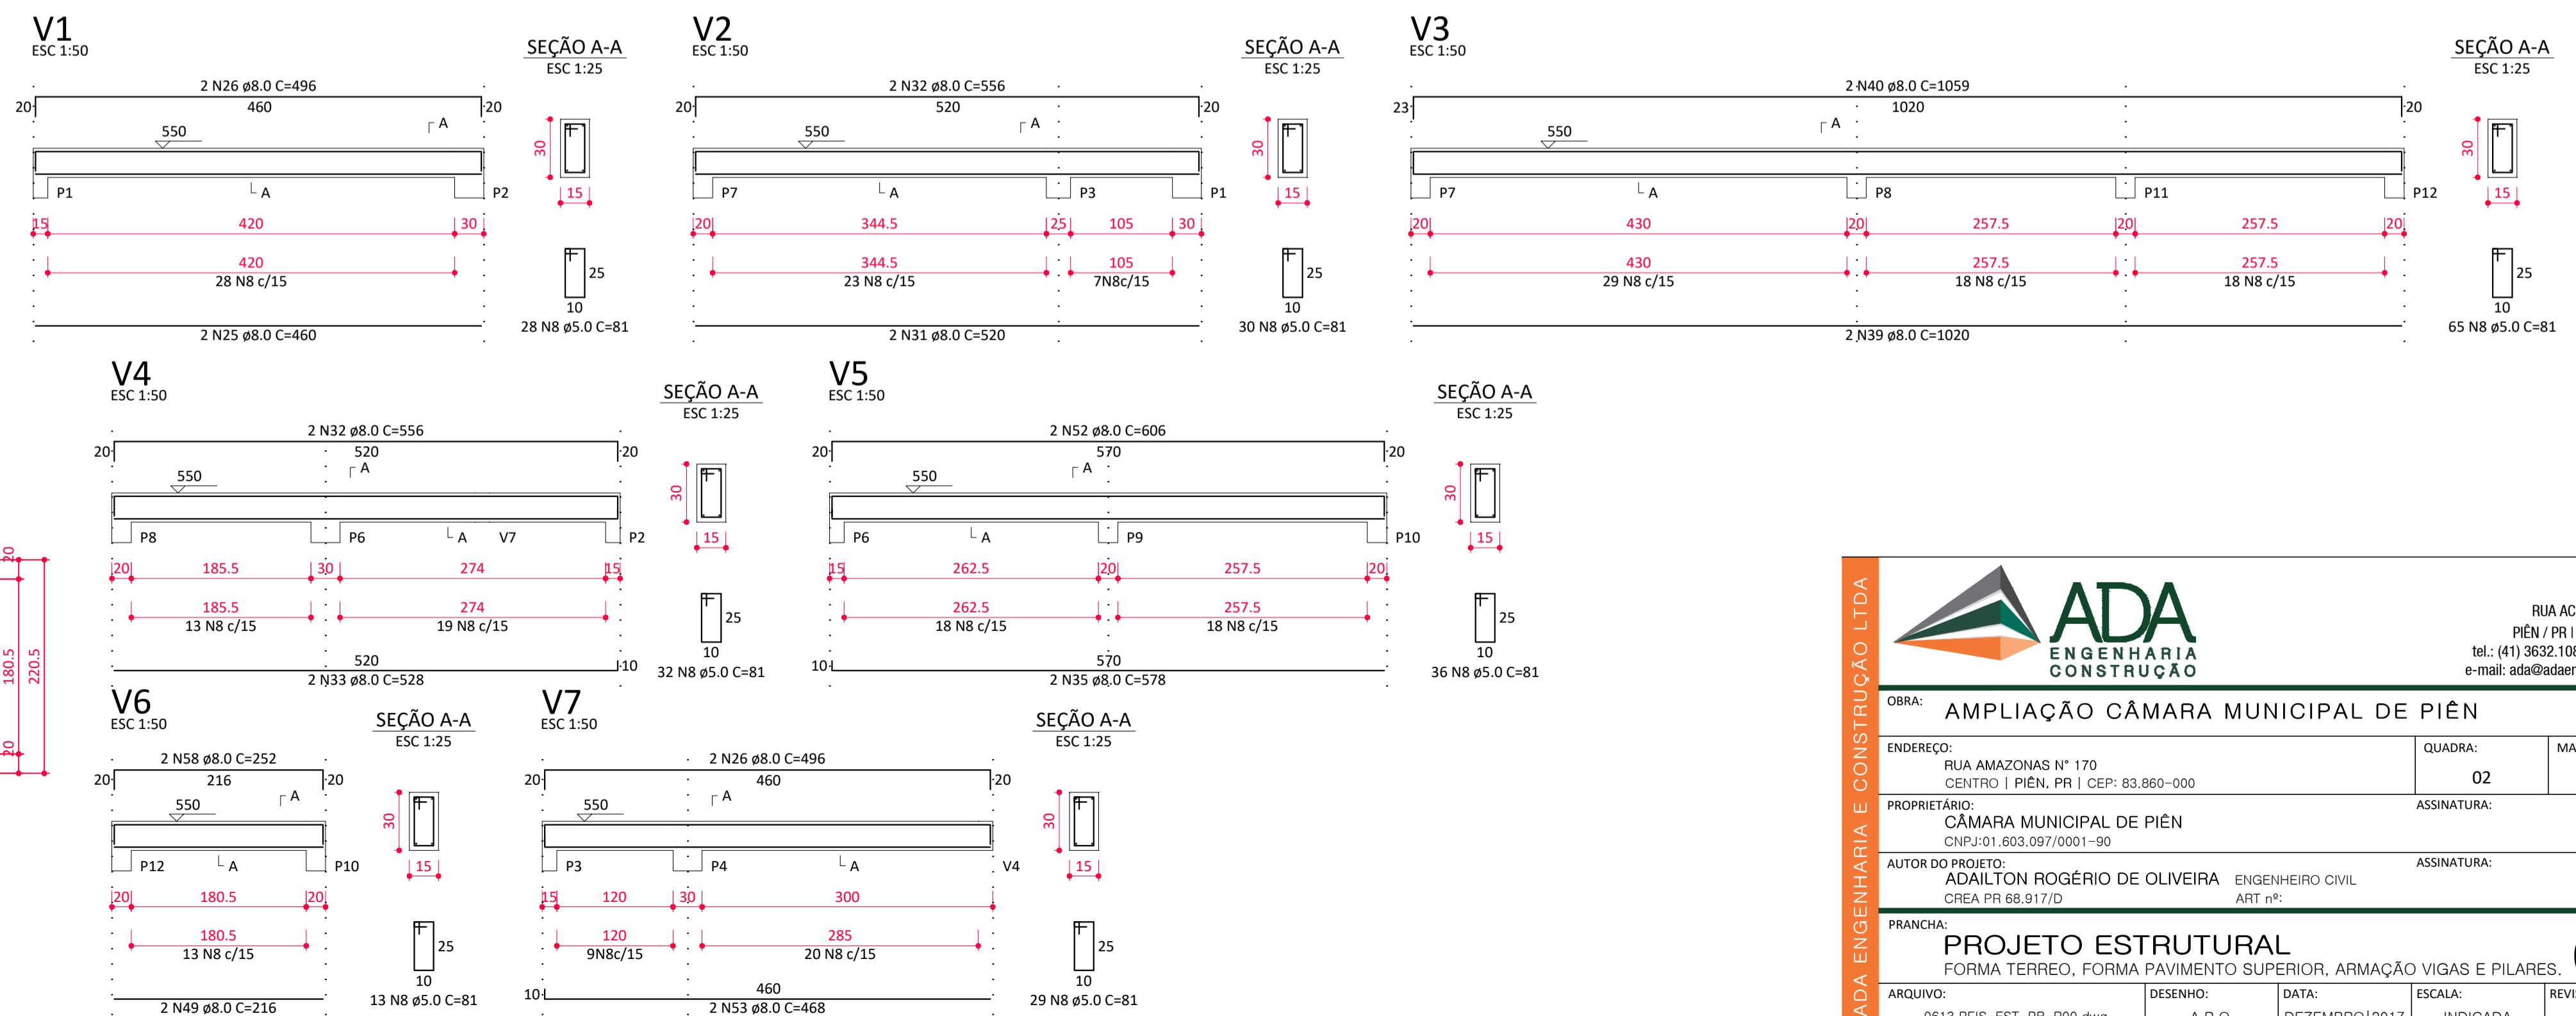 V1
ESC 1:50
SEÇÃO A-A
ESC 1:25
2 N26 ø8.0 C=496
20
460
20
A
550
30
P1
A
P2
15
15
420
30
420
28 N8 c/15
25
10
28 N8 ø5.0 C=81
2 N25 ø8.0 C=460
V2
ESC 1:50
SEÇÃO A-A
ESC 1:25
2 N32 ø8.0 C=556
20
520
20
A
550
30
P7
A
P3
P1
15
20
344.5
25
105
30
344.5
105
23 N8 c/15
7N8c/15
25
10
30 N8 ø5.0 C=81
2 N31 ø8.0 C=520
V3
ESC 1:50
SEÇÃO A-A
ESC 1:25
2 N40 ø8.0 C=1059
23
1020
20
A
550
30
P7
A
P8
P11
P12
15
20
430
20
257.5
20
257.5
20
430
257.5
257.5
29 N8 c/15
18 N8 c/15
18 N8 c/15
25
10
65 N8 ø5.0 C=81
2 N39 ø8.0 C=1020
V4
ESC 1:50
SEÇÃO A-A
ESC 1:25
2 N32 ø8.0 C=556
20
520
20
A
550
30
P8
P6
A
V7
P2
15
20
185.5
30
274
15
185.5
274
13 N8 c/15
19 N8 c/15
25
10
32 N8 ø5.0 C=81
520
10
2 N33 ø8.0 C=528
V5
ESC 1:50
SEÇÃO A-A
ESC 1:25
2 N52 ø8.0 C=606
20
570
20
A
550
30
P6
A
P9
P10
15
15
262.5
20
257.5
20
262.5
257.5
18 N8 c/15
18 N8 c/15
25
10
36 N8 ø5.0 C=81
10
570
2 N35 ø8.0 C=578
20
180.5
220.5
20
V6
ESC 1:50
SEÇÃO A-A
ESC 1:25
2 N58 ø8.0 C=252
20
216
20
A
550
30
P12
A
P10
15
20
180.5
20
180.5
13 N8 c/15
25
10
13 N8 ø5.0 C=81
2 N49 ø8.0 C=216
V7
ESC 1:50
SEÇÃO A-A
ESC 1:25
2 N26 ø8.0 C=496
20
460
20
A
550
30
P3
P4
A
V4
15
15
120
30
300
120
285
9N8c/15
20 N8 c/15
25
10
29 N8 ø5.0 C=81
10
460
2 N53 ø8.0 C=468
ADA ENGENHARIA E CONSTRUÇÃO LTDA
ADA
ENGENHARIA
CONSTRUÇÃO
RUA AC
PIÊN / PR |
tel.: (41) 3632.108
e-mail: ada@adaen
OBRA:
AMPLIAÇÃO CÂMARA MUNICIPAL DE PIÊN
ENDEREÇO:
RUA AMAZONAS N° 170
CENTRO | PIÊN, PR | CEP: 83.860-000
QUADRA:
02
MA
PROPRIETÁRIO:
CÂMARA MUNICIPAL DE PIÊN
CNPJ:01.603.097/0001-90
ASSINATURA:
AUTOR DO PROJETO:
ADAILTON ROGÉRIO DE OLIVEIRA ENGENHEIRO CIVIL
CREA PR 68.917/D ART nº:
ASSINATURA:
PRANCHA:
PROJETO ESTRUTURAL
FORMA TERREO, FORMA PAVIMENTO SUPERIOR, ARMAÇÃO VIGAS E PILARES.
ARQUIVO:
DESENHO:
DATA:
ESCALA:
REVI
A.R.O.
DEZEMBRO|2017
INDICADA